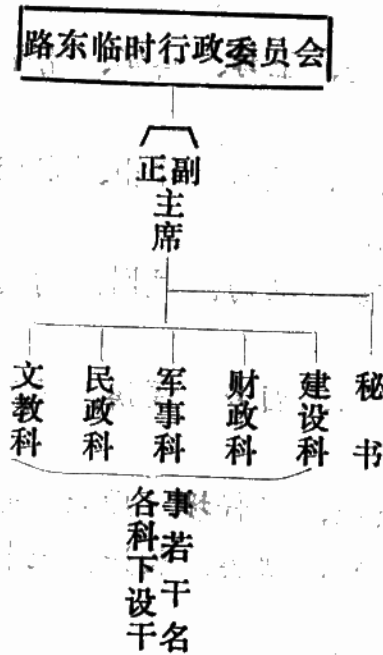 路东临时行政委员会
正副
主席
文教科
民政科
军事科
财政科
建设科
秘书
各科下设干
事若干名